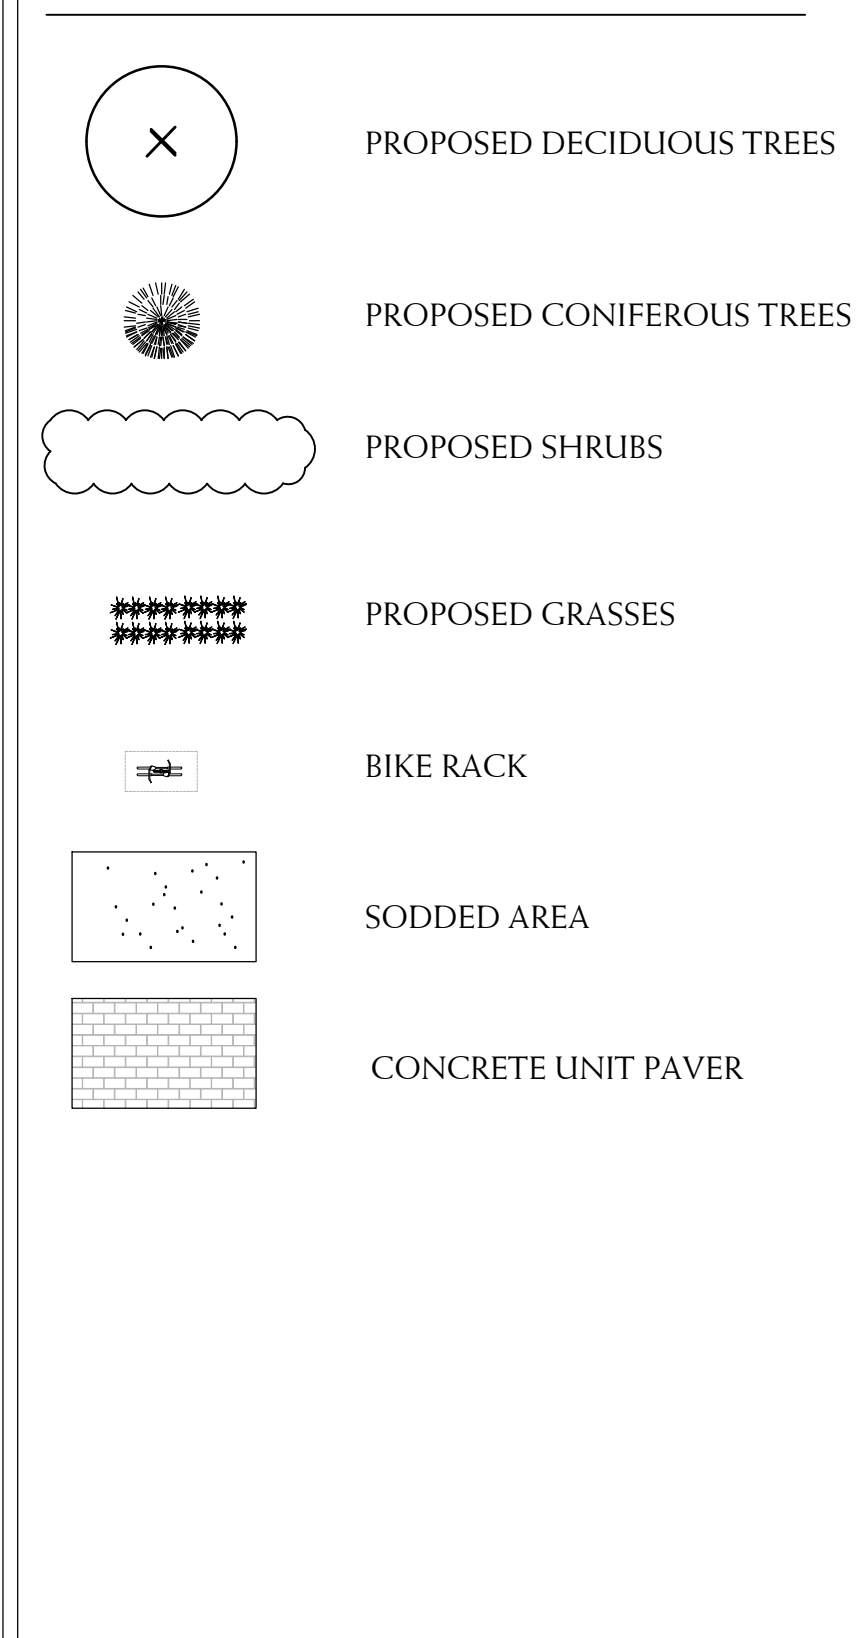 PROPOSED DECIDUOUS TREES
PROPOSED CONIFEROUS TREES
PROPOSED SHRUBS
PROPOSED GRASSES
BIKE RACK
SODDED AREA
CONCRETE UNIT PAVER